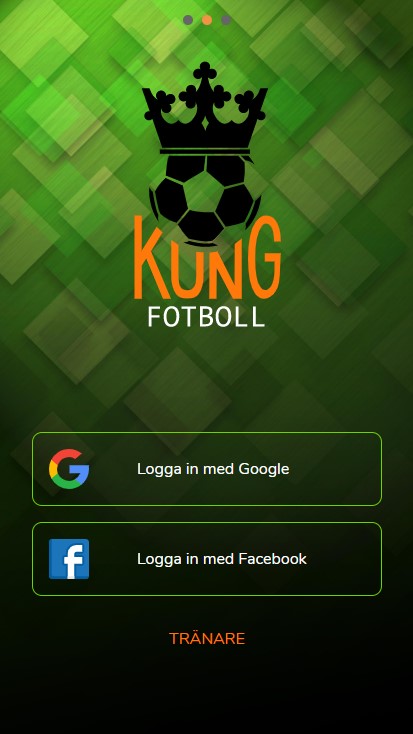 KUNG
FOTBOLL
Logga in med Google
Logga in med Facebook
TRÄNARE